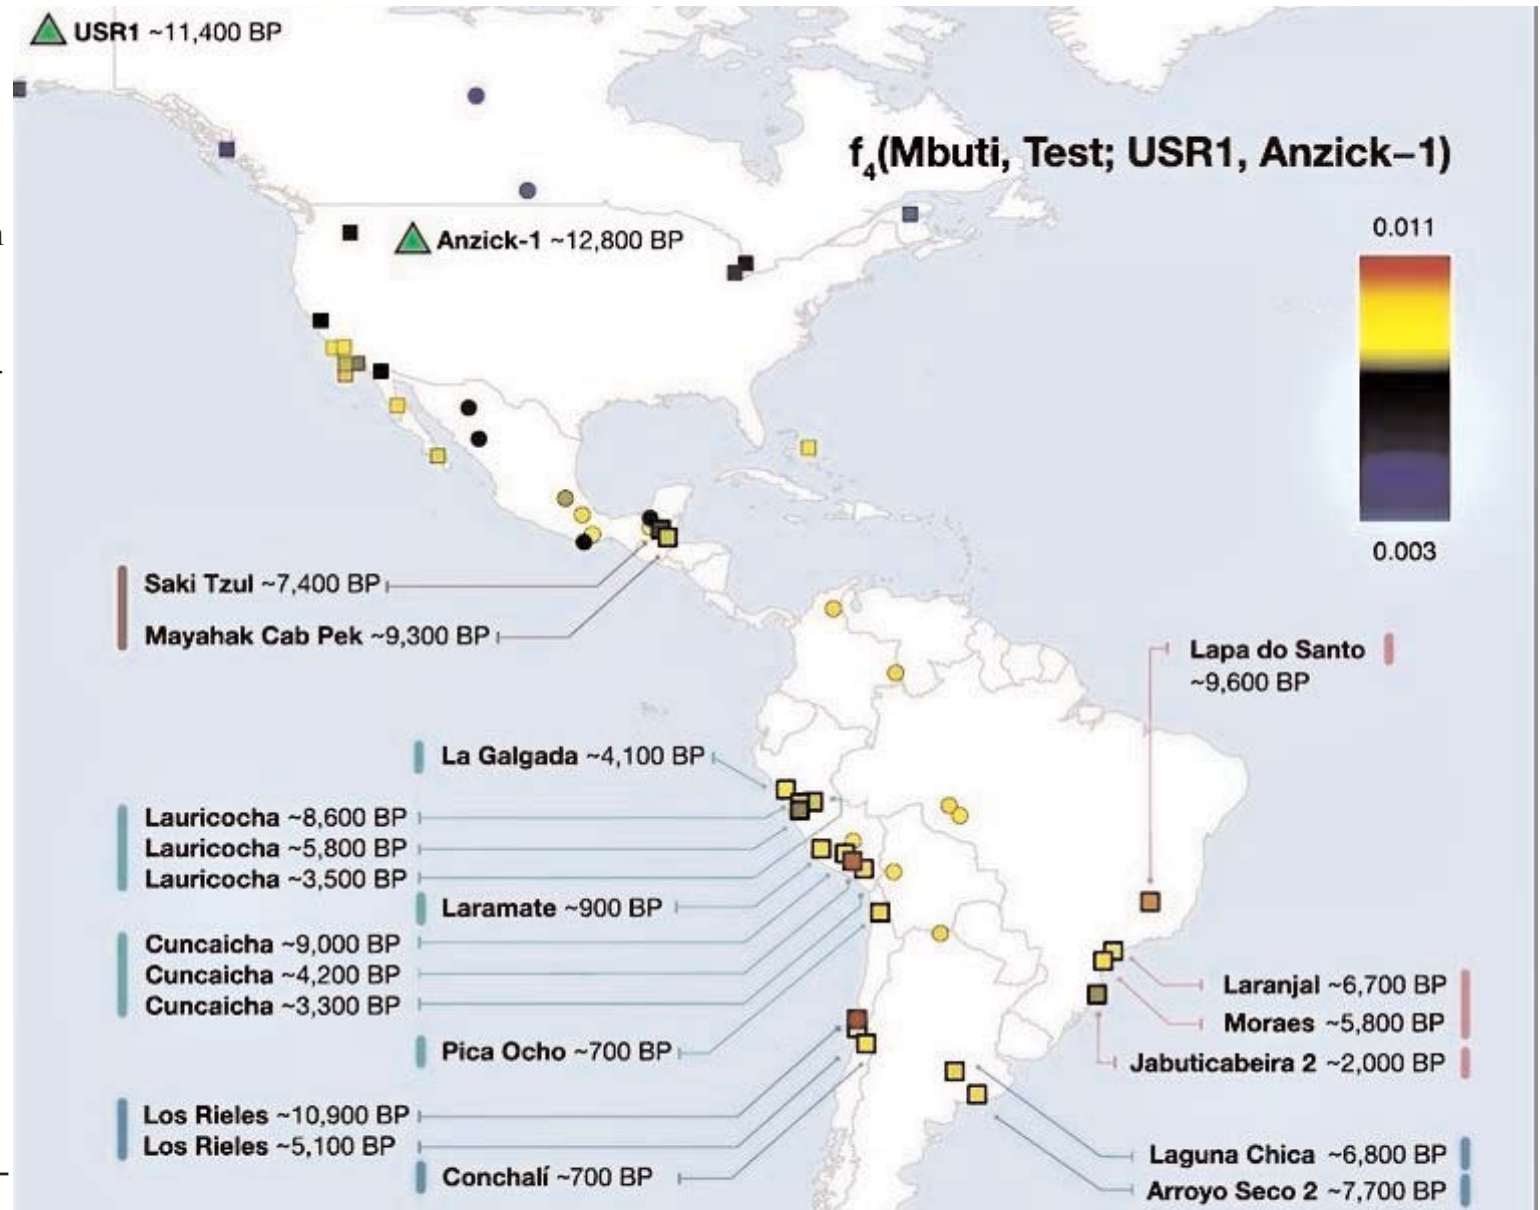 USR1 ~11,400 BP
f4(Mbuti, Test; USR1, Anzick–1)
0.011
Anzick-1 ~12,800 BP
0.003
Saki Tzul ~7,400 BP
Mayahak Cab Pek ~9,300 BP
Lapa do Santo
~9,600 BP
La Galgada ~4,100 BP
Lauricocha ~8,600 BP
Lauricocha ~5,800 BP
Lauricocha ~3,500 BP
Laramate ~900 BP
Cuncaicha ~9,000 BP
Cuncaicha ~4,200 BP
Cuncaicha ~3,300 BP
Laranjal ~6,700 BP
Moraes ~5,800 BP
Pica Ocho ~700 BP
Jabuticabeira 2 ~2,000 BP
Los Rieles ~10,900 BP
Los Rieles ~5,100 BP
Conchalí ~700 BP
Laguna Chica ~6,800 BP
Arroyo Seco 2 ~7,700 BP